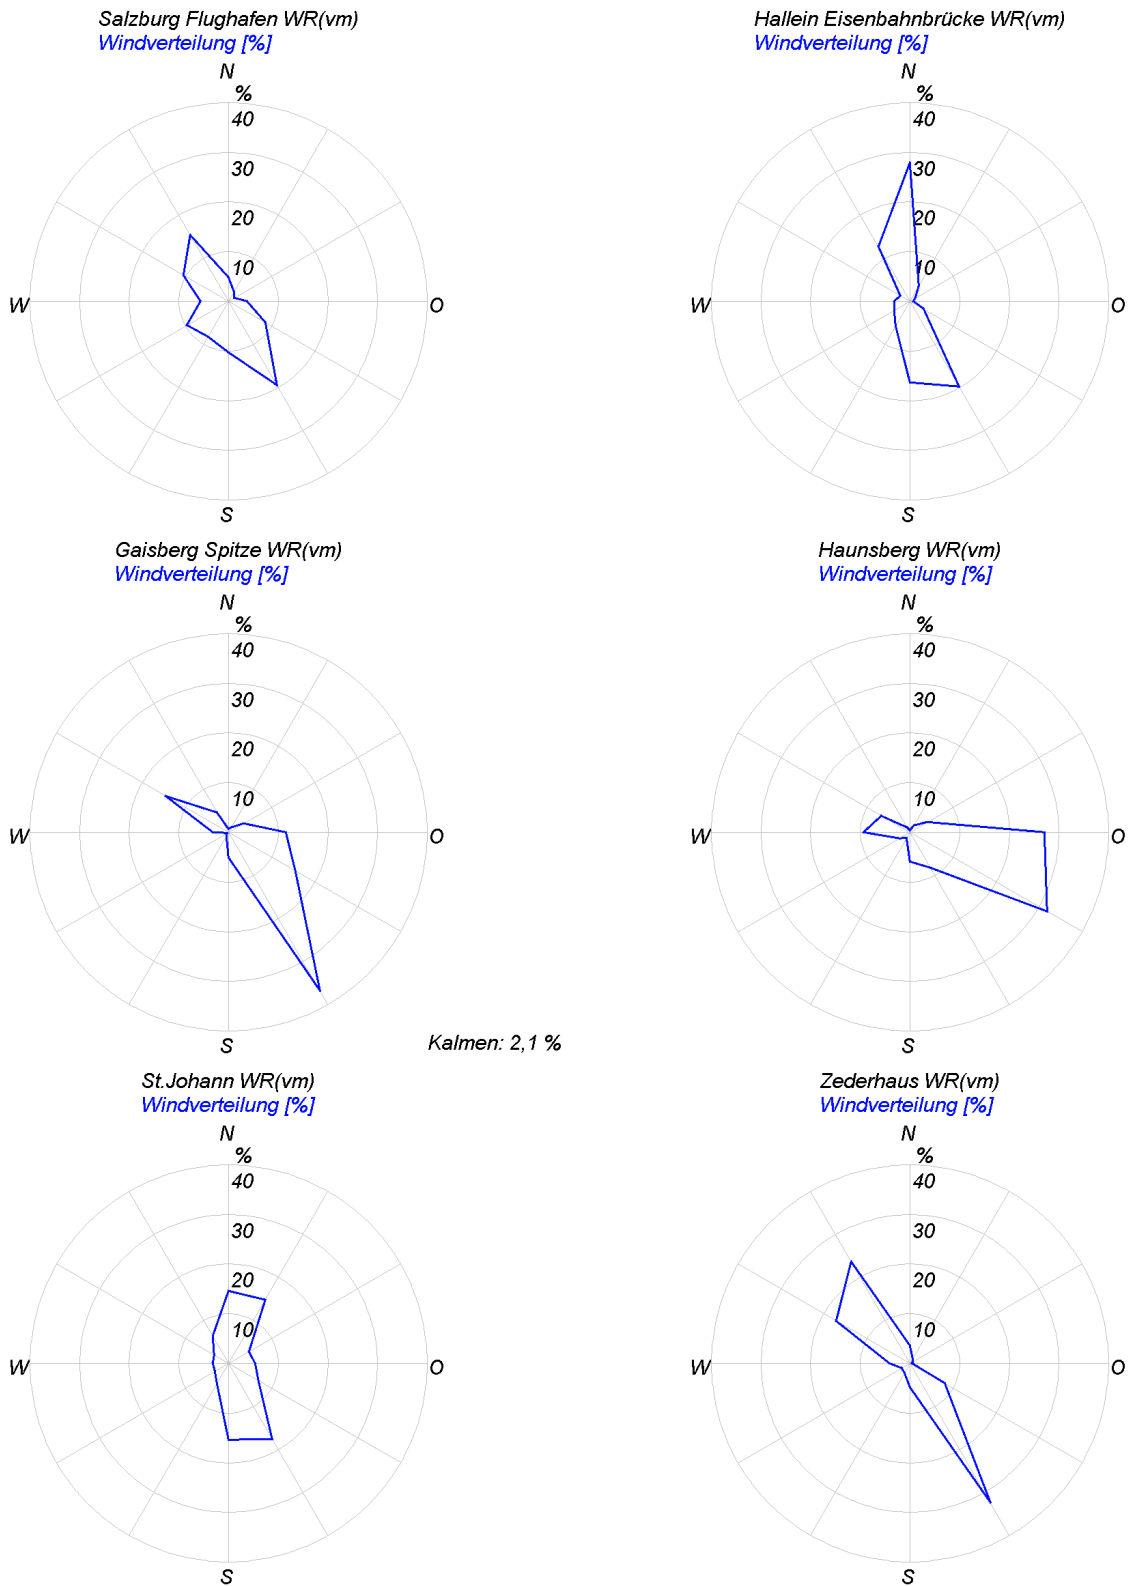 Salzburg Flughafen WR(vm)
Windverteilung [%]
N
%
40
30
20
10
W
O
S
Hallein Eisenbahnbrücke WR(vm)
Windverteilung [%]
N
%
40
30
20
10
W
O
S
Gaisberg Spitze WR(vm)
Windverteilung [%]
N
%
40
30
20
10
W
O
S
Kalmen: 2,1 %
Haunsberg WR(vm)
Windverteilung [%]
N
%
40
30
20
10
W
O
S
St.Johann WR(vm)
Windverteilung [%]
N
%
40
30
20
10
W
O
S
Zederhaus WR(vm)
Windverteilung [%]
N
%
40
30
20
10
W
O
S